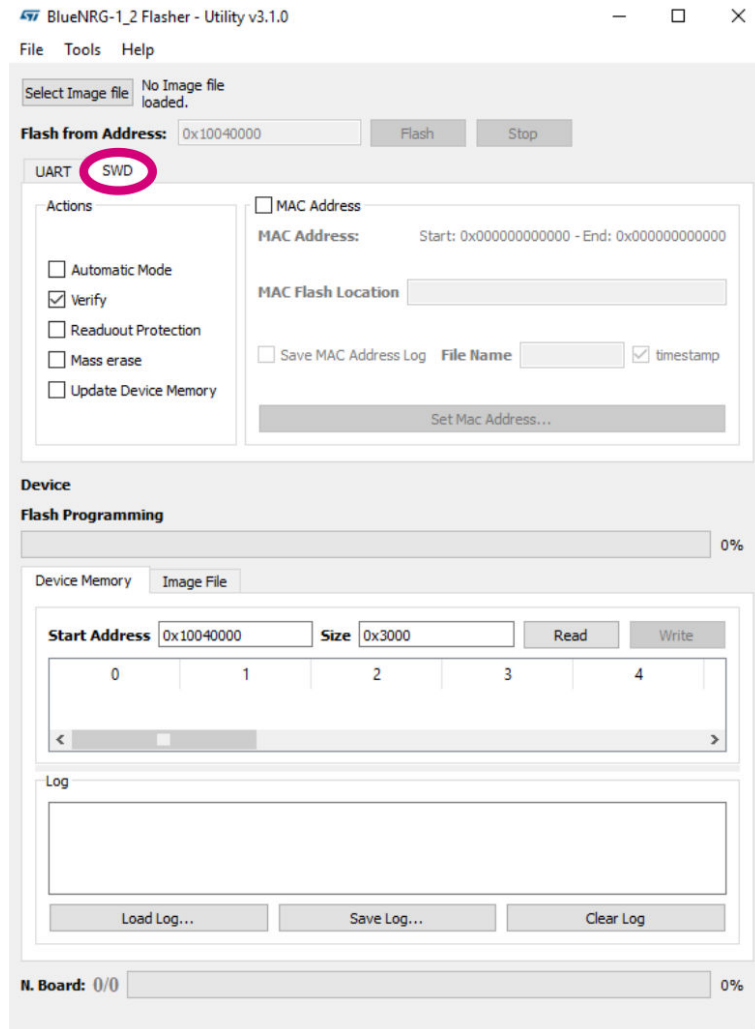 BlueNRG-1_2 Flasher - Utility v3.1.0
File Tools Help
Select Image file No Image file
loaded.
Flash from Address: 0x10040000 Flash Stop
UART SWD
Actions MAC Address
MAC Address: Start: 0x000000000000 - End: 0x000000000000
Automatic Mode
Verify MAC Flash Location
Readuout Protection
Mass erase Save MAC Address Log File Name timestamp
Update Device Memory
Set Mac Address...
Device
Flash Programming
0%
Device Memory Image File
Start Address 0x10040000 Size 0x3000 Read Write
0 1 2 3 4
Log
Load Log... Save Log... Clear Log
N. Board: 0/0 0%